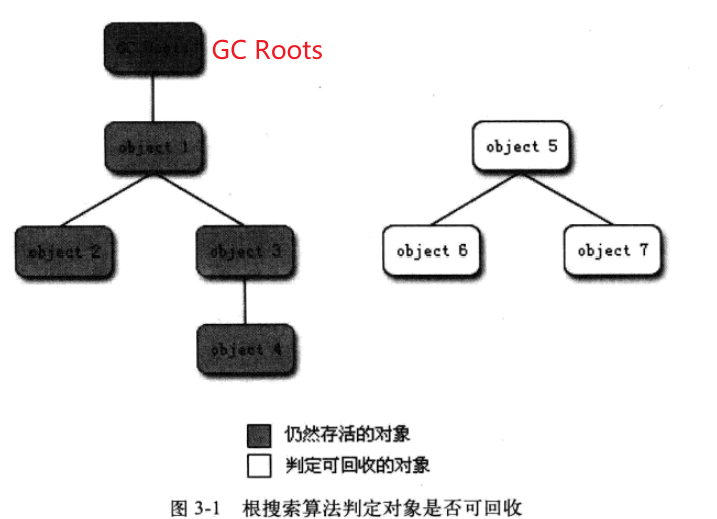 GC Roots
GC Roots
object 1
object 5
object 2
object 3
object 6
object 7
object 4
仍然存活的对象
判定可回收的对象
图 3-1 根搜索算法判定对象是否可回收